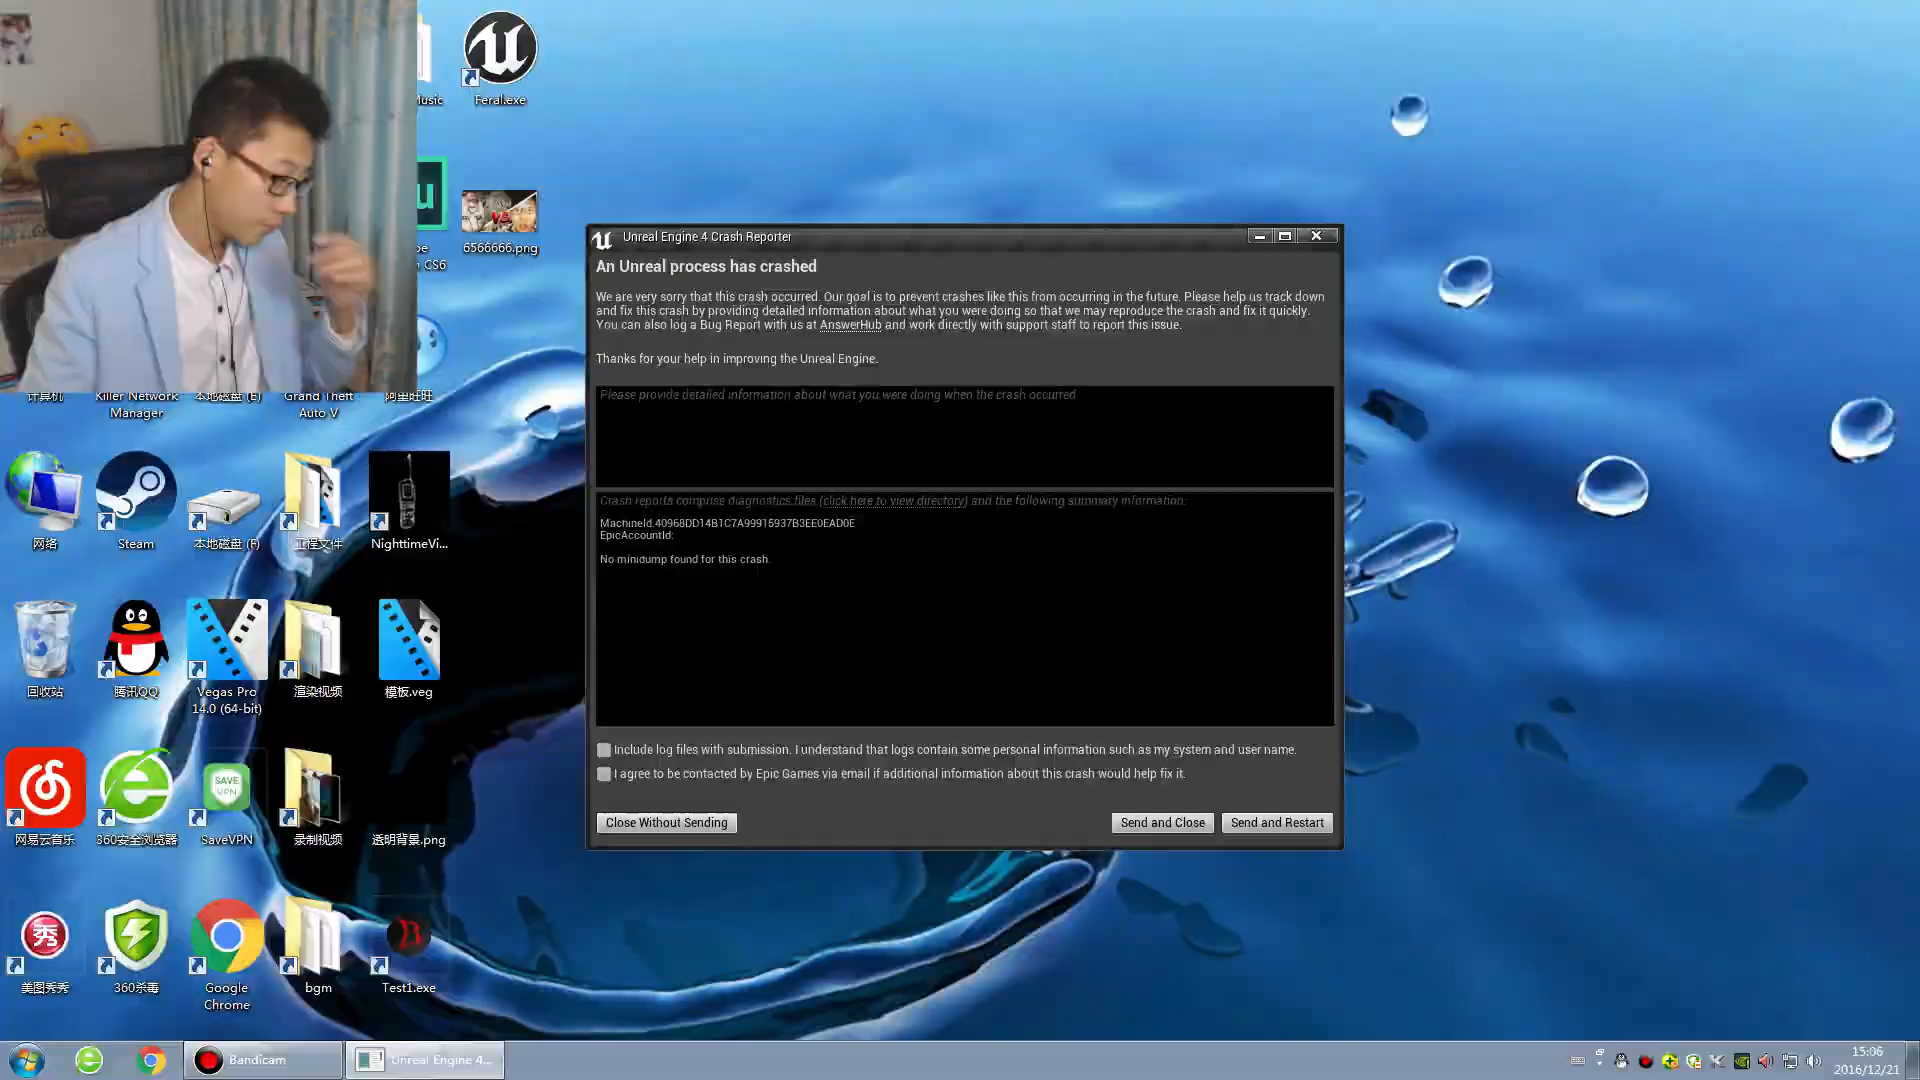 Music
Feral.exe
6566666.png
CS6
计算机
Killer Network
Manager
本地磁盘 (E)
Grand Theft
Auto V
阿里旺旺
网络
Steam
本地磁盘 (F)
工程文件
NighttimeVi...
回收站
腾讯QQ
Vegas Pro
14.0 (64-bit)
渲染视频
模板.veg
SAVE
VPN
网易云音乐
360安全浏览器
SaveVPN
录制视频
透明背景.png
秀
美图秀秀
360杀毒
Google
Chrome
bgm
Test1.exe
Unreal Engine 4 Crash Reporter
An Unreal process has crashed
We are very sorry that this crash occurred. Our goal is to prevent crashes like this from occurring in the future. Please help us track down
and fix this crash by providing detailed information about what you were doing so that we may reproduce the crash and fix it quickly.
You can also log a Bug Report with us at AnswerHub and work directly with support staff to report this issue.
Thanks for your help in improving the Unreal Engine.
Please provide detailed information about what you were doing when the crash occurred.
Crash reports comprise diagnostics files (click here to view directory) and the following summary information:
MachineId:40968DD14B1C7A99915937B3EE0EAD0E
EpicAccountId:
No minidump found for this crash.
Include log files with submission. I understand that logs contain some personal information such as my system and user name.
I agree to be contacted by Epic Games via email if additional information about this crash would help fix it.
Close Without Sending
Send and Close
Send and Restart
Bandicam
Unreal Engine 4...
15:06
2016/12/21